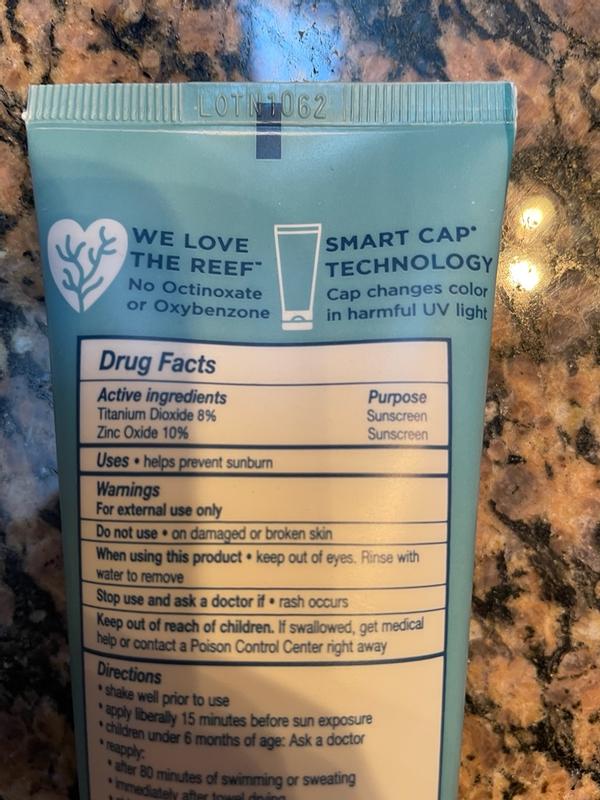 LOTN1062
WE LOVE
THE REEF™
No Octinoxate
or Oxybenzone
SMART CAP®
TECHNOLOGY
Cap changes color
in harmful UV light
Drug Facts
Active ingredients Purpose
Titanium Dioxide 8% Sunscreen
Zinc Oxide 10% Sunscreen
Uses • helps prevent sunburn
Warnings
For external use only
Do not use • on damaged or broken skin
When using this product • keep out of eyes. Rinse with
water to remove
Stop use and ask a doctor if • rash occurs
Keep out of reach of children. If swallowed, get medical
help or contact a Poison Control Center right away
Directions
• shake well prior to use
• apply liberally 15 minutes before sun exposure
• children under 6 months of age: Ask a doctor
• reapply:
• after 80 minutes of swimming or sweating
• immediately after towel drying